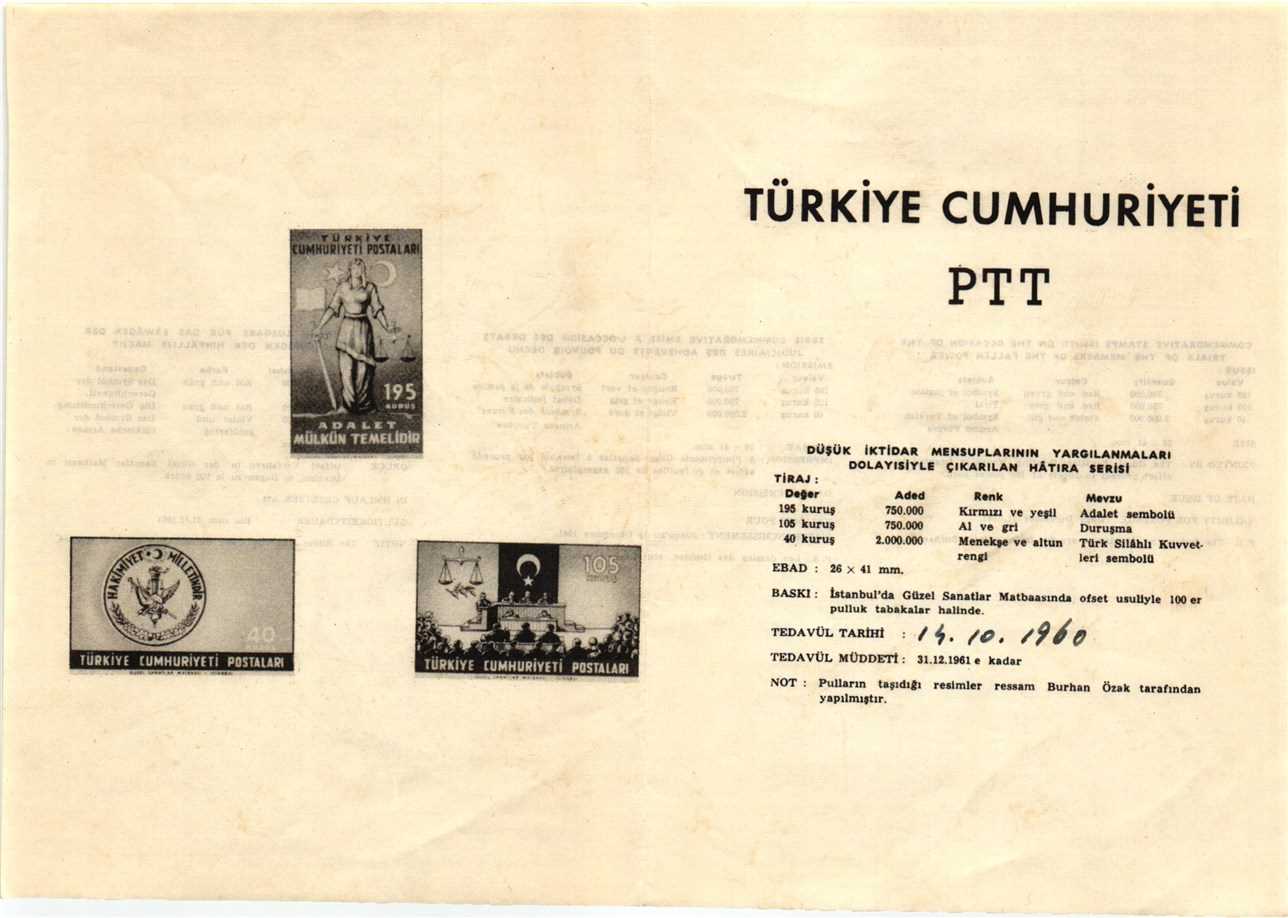 TÜRKİYE
CUMHURİYETİ POSTALARI
195
KURUŞ
ADALET
MÜLKÜN TEMELİDİR
HAKİMİYET MİLLETİNDİR
40
KURUŞ
TÜRKİYE CUMHURİYETİ POSTALARI
105
KURUŞ
TÜRKİYE CUMHURİYETİ POSTALARI
TÜRKİYE CUMHURİYETİ
PTT
DÜŞÜK İKTİDAR MENSUPLARININ YARGILANMALARI
DOLAYISİYLE ÇIKARILAN HÂTIRA SERİSİ
TİRAJ :
Değer Aded Renk Mevzu
195 kuruş 750.000 Kırmızı ve yeşil Adalet sembolü
105 kuruş 750.000 Al ve gri Duruşma
40 kuruş 2.000.000 Menekşe ve altun Türk Silâhlı Kuvvet-
rengi leri sembolü
EBAD : 26 × 41 mm.
BASKI : İstanbul'da Güzel Sanatlar Matbaasında ofset usuliyle 100 er
pulluk tabakalar halinde.
TEDAVÜL TARİHİ : 14. 10. 1960
TEDAVÜL MÜDDETİ : 31.12.1961 e kadar
NOT : Pulların taşıdığı resimler ressam Burhan Özak tarafından
yapılmıştır.